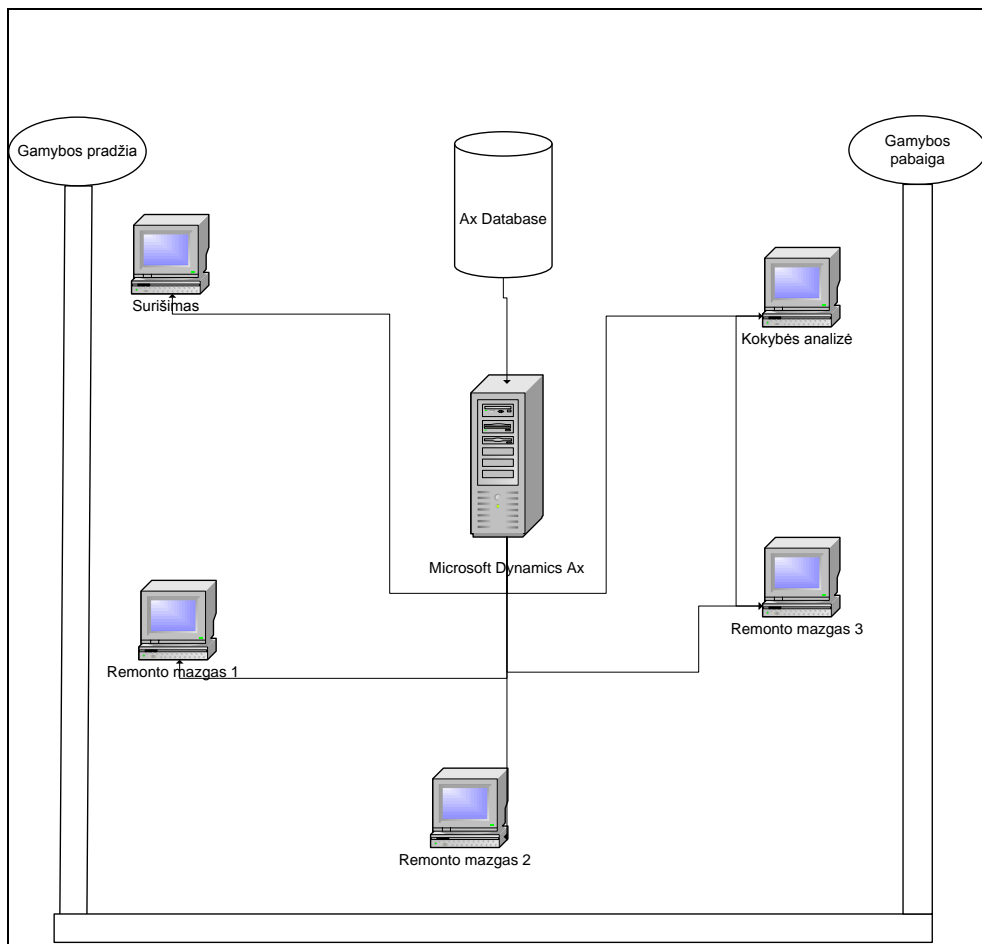 Gamybos pradžia
Gamybos
pabaiga
Ax Database
Surišimas
Kokybės analizė
Microsoft Dynamics Ax
Remonto mazgas 1
Remonto mazgas 3
Remonto mazgas 2